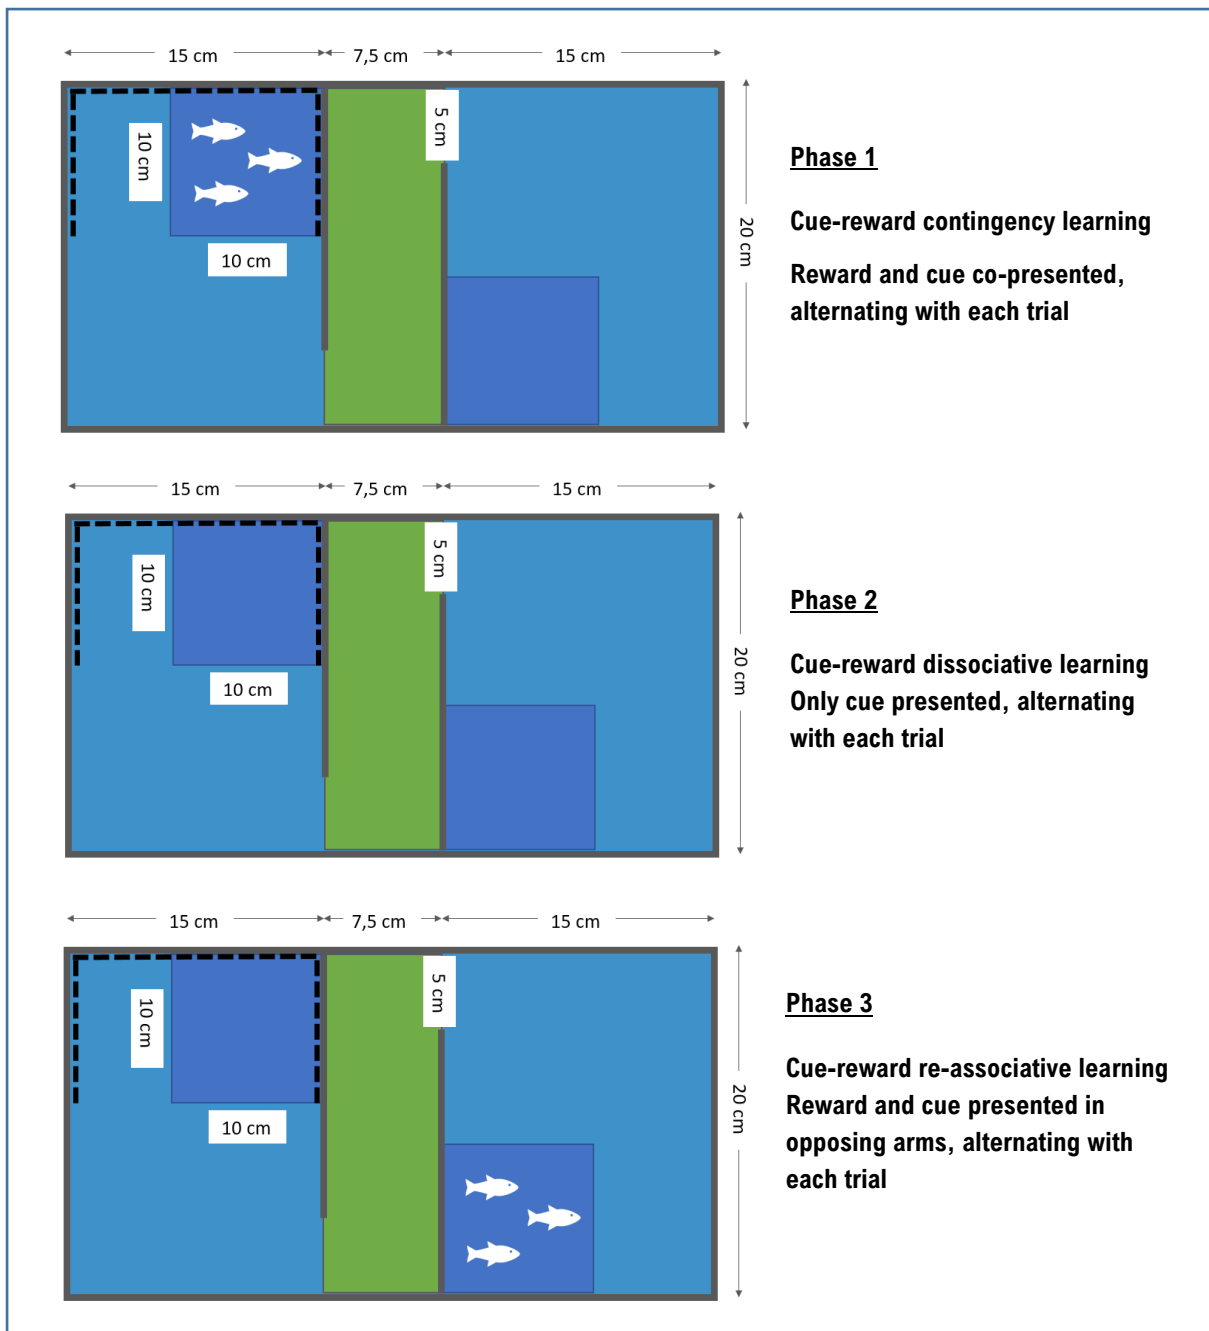 15 cm
7,5 cm
15 cm
5 cm
10 cm
10 cm
20 cm
Phase 1
Cue-reward contingency learning
Reward and cue co-presented,
alternating with each trial
15 cm
7,5 cm
15 cm
5 cm
10 cm
10 cm
20 cm
Phase 2
Cue-reward dissociative learning
Only cue presented, alternating
with each trial
15 cm
7,5 cm
15 cm
5 cm
10 cm
10 cm
20 cm
Phase 3
Cue-reward re-associative learning
Reward and cue presented in
opposing arms, alternating with
each trial